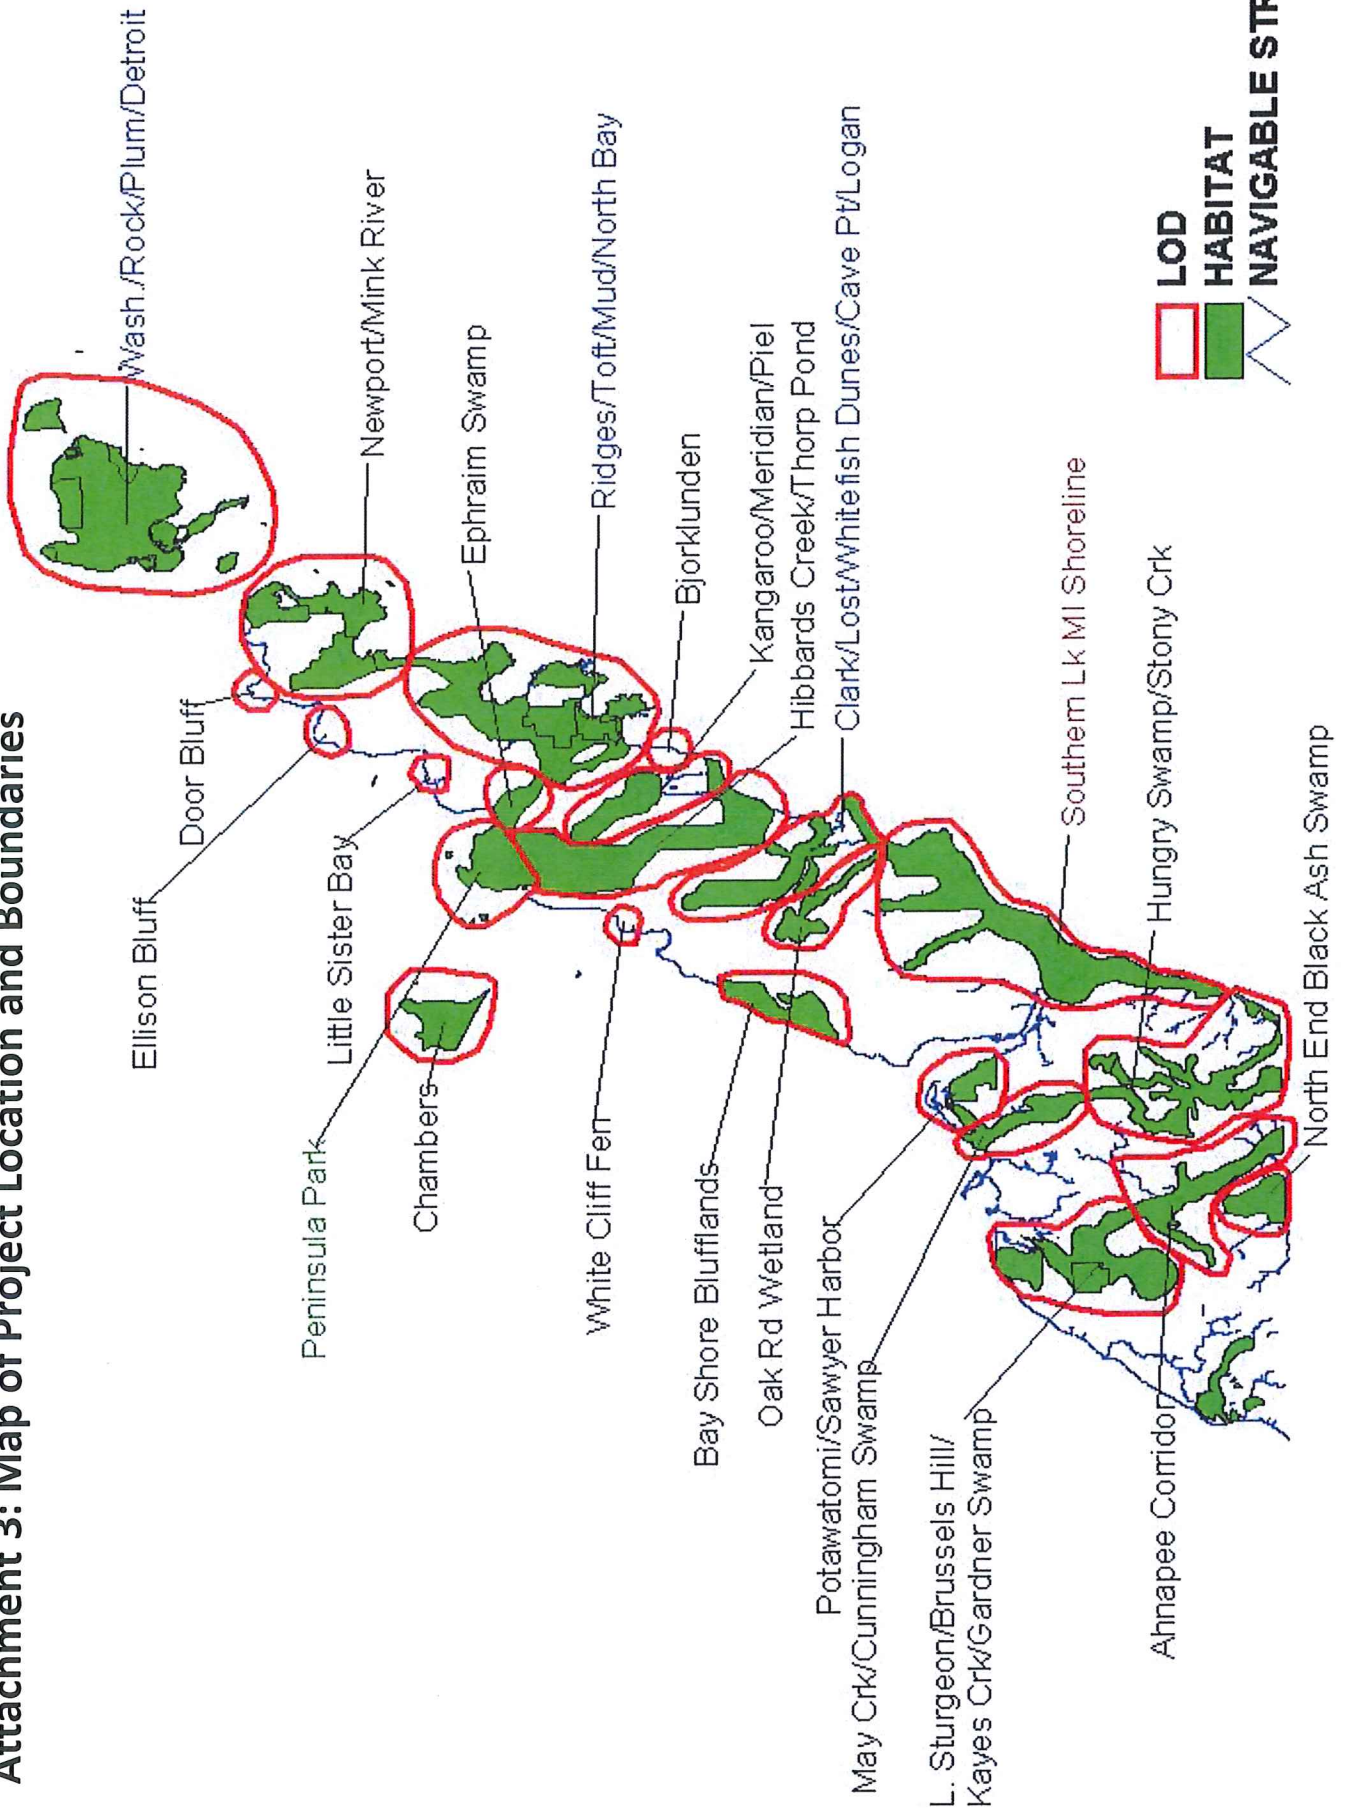 Attachment 3: Map of Project Location and Boundaries
Wash./Rock/Plum/Detroit
Door Bluff
Ellison Bluff
Newport/Mink River
Little Sister Bay
Ephraim Swamp
Peninsula Park
Chambers
Ridges/Toft/Mud/North Bay
White Cliff Fen
Bjorklunden
Kangaroo/Meridian/Piel
Hibbards Creek/Thorp Pond
Clark/Lost/Whitefish Dunes/Cave Pt/Logan
Bay Shore Blufflands
Oak Rd Wetland
Potawatomi/Sawyer Harbor
May Crk/Cunningham Swamp
L. Sturgeon/Brussels Hill/
Kayes Crk/Gardner Swamp
Southern Lk MI Shoreline
Hungry Swamp/Stony Crk
Ahnapee Corridor
North End Black Ash Swamp
LOD
HABITAT
NAVIGABLE STR